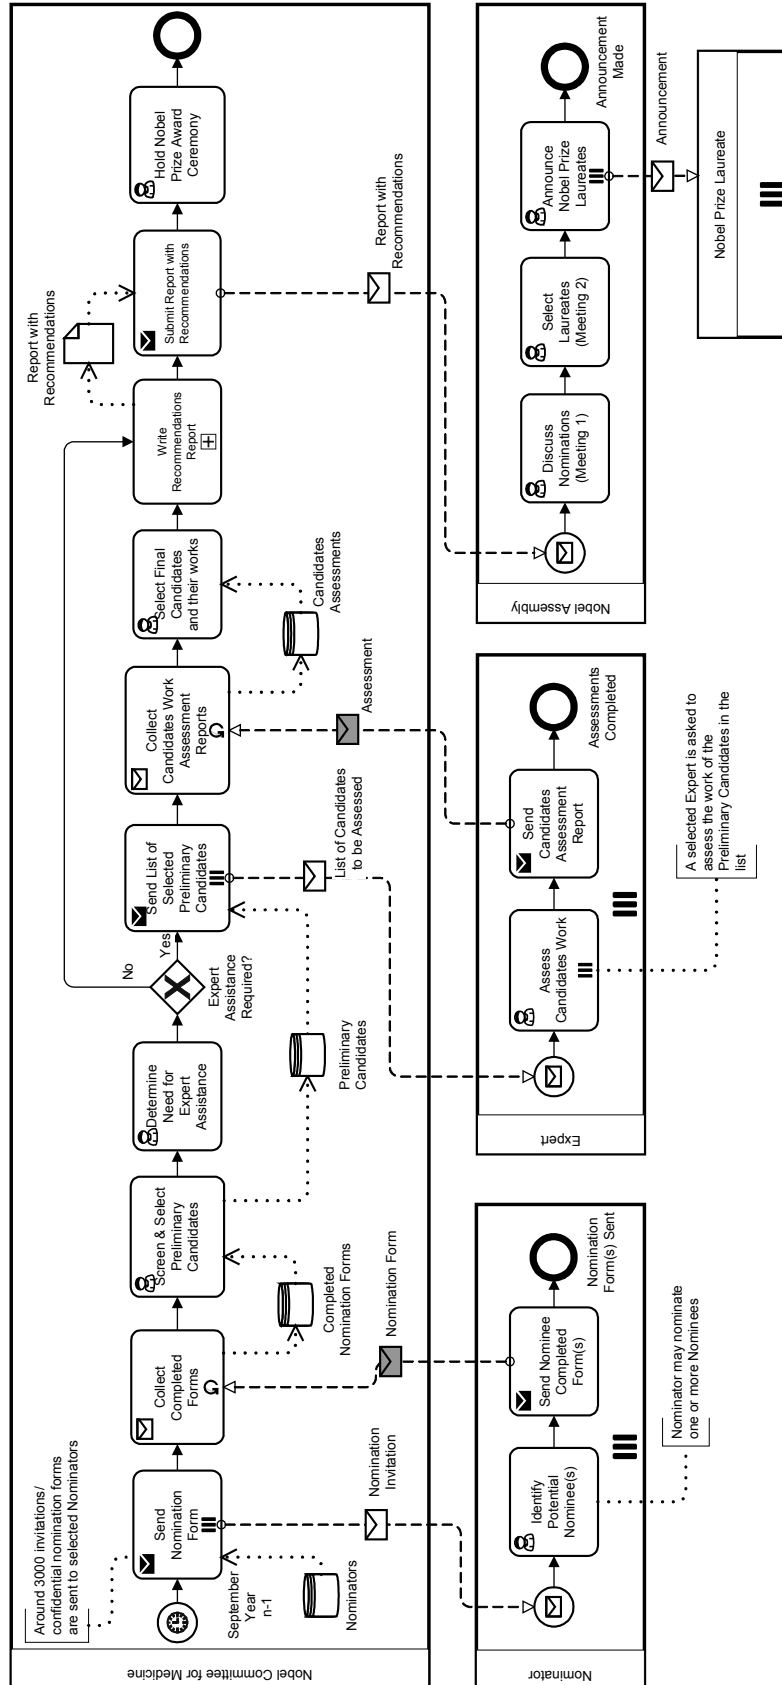 Nobel Committee for Medicine
Around 3000 invitations/
confidential nomination forms
are sent to selected Nominators
September
Year
n-1
Send
Nomination
Form
Nominators
Nomination
Invitation
Collect
Completed
Forms
Completed
Nomination Forms
Nomination Form
Screen & Select
Preliminary
Candidates
Preliminary
Candidates
Determine
Need for
Expert
Assistance
Expert
Assistance
Required?
No
Yes
Send List of
Selected
Preliminary
Candidates
List of Candidates
to be Assessed
Collect
Candidates Work
Assessment
Reports
Assessment
Candidates
Assessments
Select Final
Candidates
and their works
Write
Recommendations
Report
Report with
Recommendations
Submit Report with
Recommendations
Report with
Recommendations
Hold Nobel
Prize Award
Ceremony
Nominator
Identify
Potential
Nominee(s)
Send Nominee
Completed
Form(s)
Nomination
Form(s) Sent
Nominator may nominate
one or more Nominees
Expert
Assess
Candidates Work
Send
Candidates
Assessment
Report
Assessments
Completed
A selected Expert is asked to
assess the work of the
Preliminary Candidates in the
list
Nobel Assembly
Discuss
Nominations
(Meeting 1)
Select
Laureates
(Meeting 2)
Announce
Nobel Prize
Laureates
Announcement
Made
Announcement
Nobel Prize Laureate